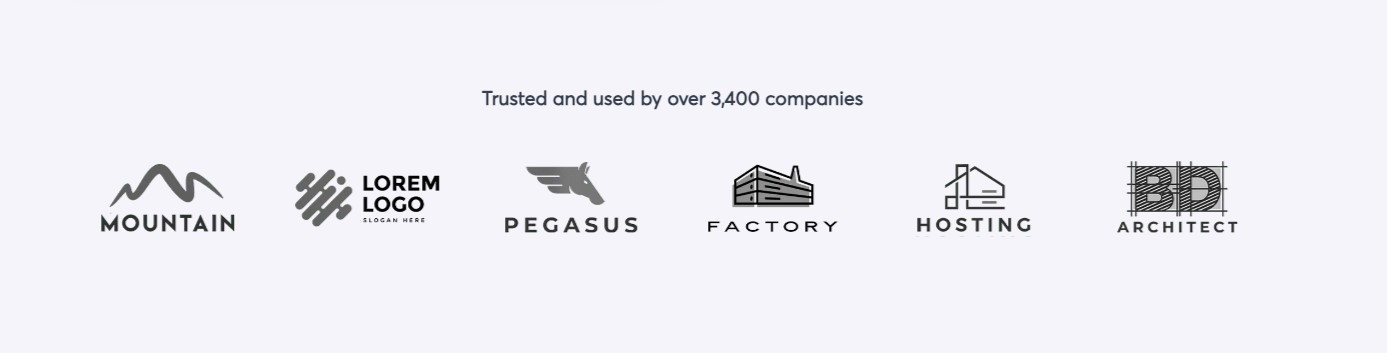 Trusted and used by over 3,400 companies
MOUNTAIN
LOREM
LOGO
SLOGAN HERE
PEGASUS
FACTORY
HOSTING
BD
ARCHITECT